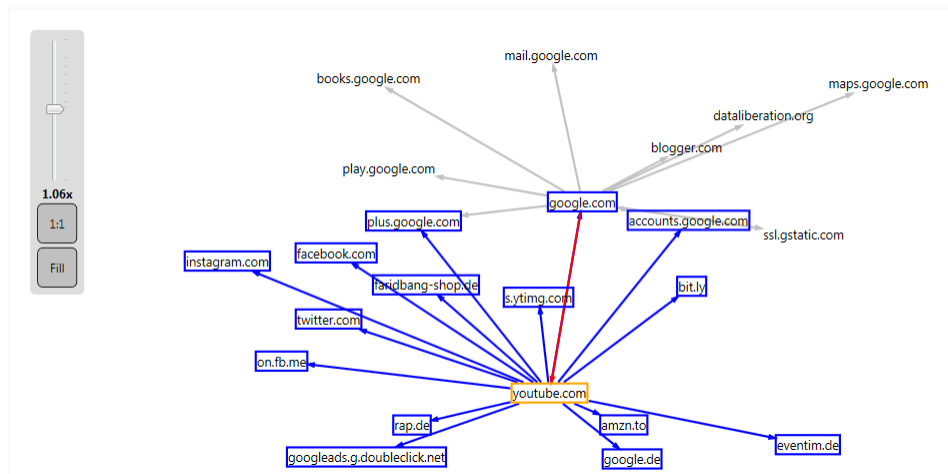 mail.google.com
books.google.com
maps.google.com
dataliberation.org
blogger.com
play.google.com
1.06x
google.com
1:1
plus.google.com
accounts.google.com
ssl.gstatic.com
facebook.com
instagram.com
Fill
faridbang-shop.de
bit.ly
s.ytimg.com
twitter.com
on.fb.me
youtube.com
rap.de
amzn.to
eventim.de
googleads.g.doubleclick.net
google.de